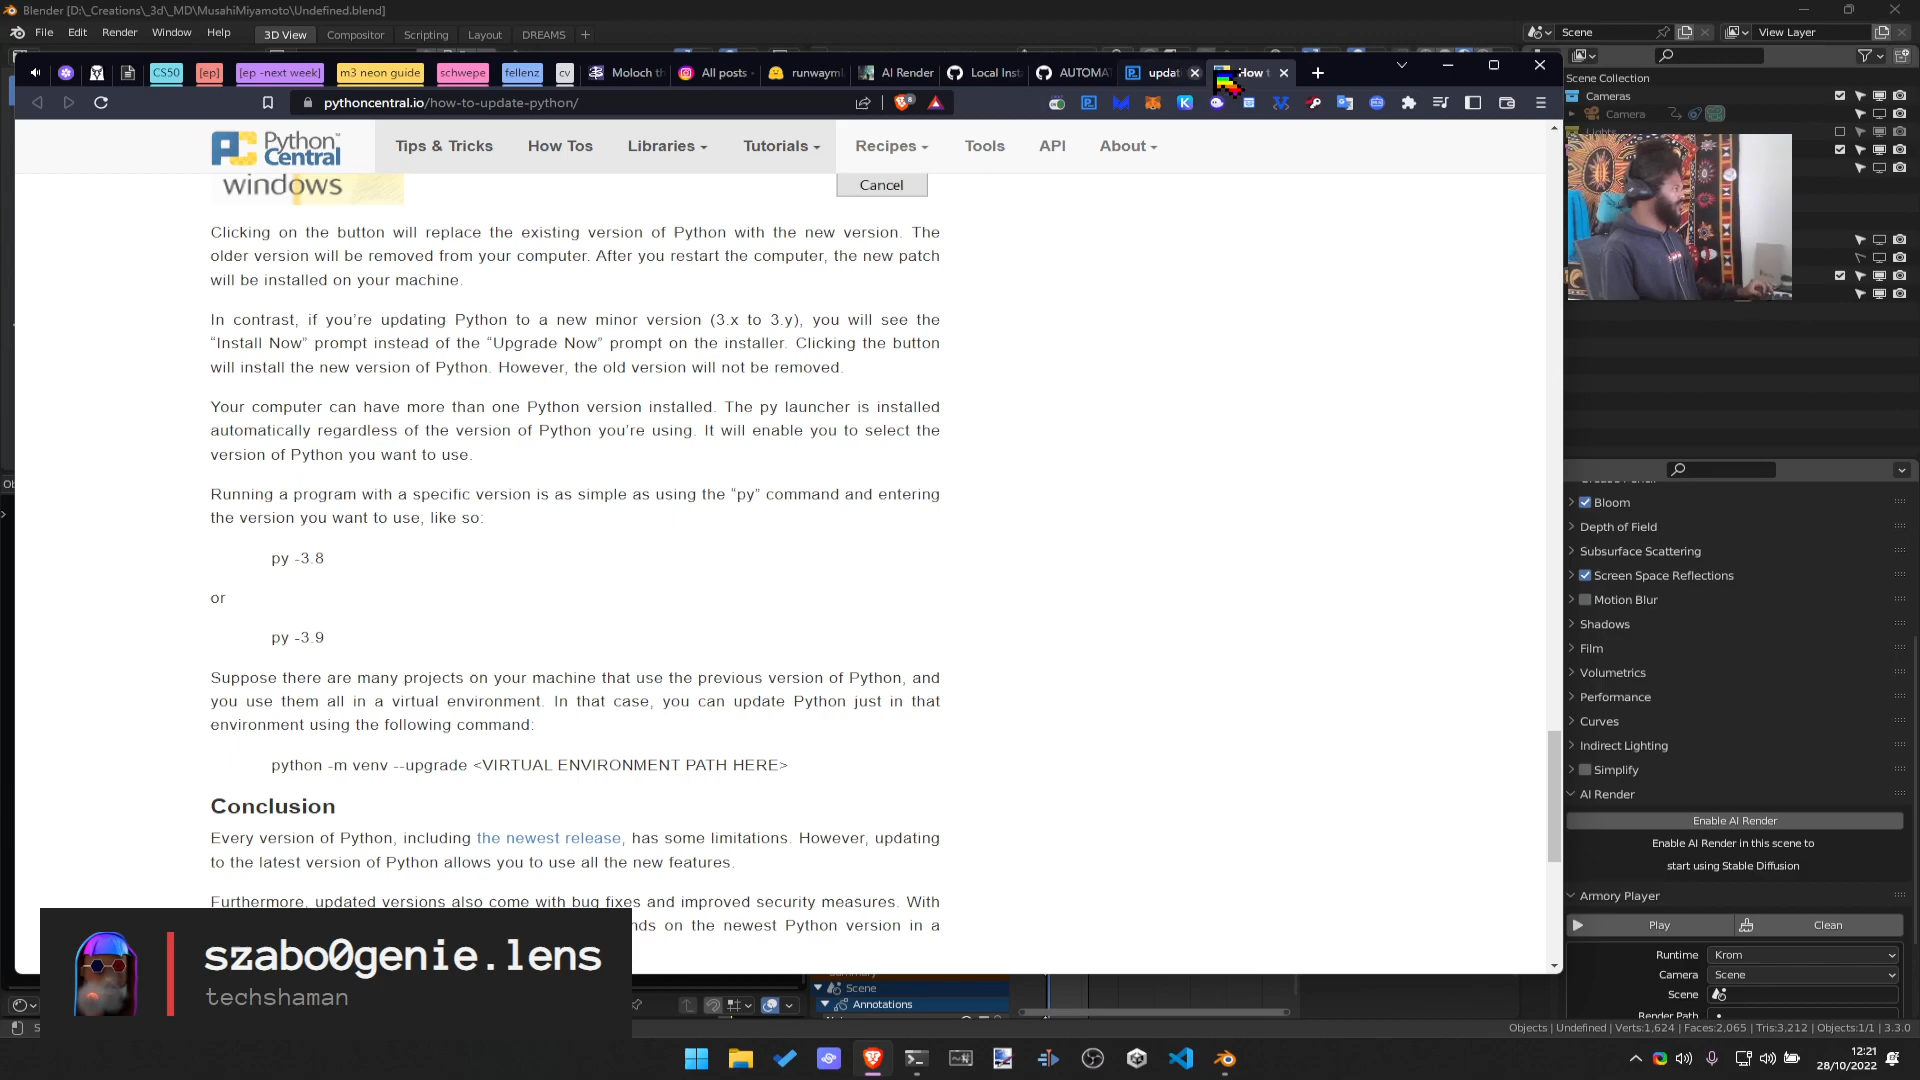 Blender [D:\_Creations\_3d\_MD\MusahiMiyamoto\Undefined.blend]
File Edit Render Window Help
3D View Compositor Scripting Layout DREAMS +
Scene View Layer
CS50 [ep] [ep -next week] m3 neon guide schwepe fellenz cv Moloch th All posts runwayml AI Render Local Inst AUTOMA updat How t
pythoncentral.io/how-to-update-python/
Python Central
Tips & Tricks How Tos Libraries Tutorials Recipes Tools API About
windows
Cancel
Clicking on the button will replace the existing version of Python with the new version. The
older version will be removed from your computer. After you restart the computer, the new patch
will be installed on your machine.
In contrast, if you’re updating Python to a new minor version (3.x to 3.y), you will see the
“Install Now” prompt instead of the “Upgrade Now” prompt on the installer. Clicking the button
will install the new version of Python. However, the old version will not be removed.
Your computer can have more than one Python version installed. The py launcher is installed
automatically regardless of the version of Python you’re using. It will enable you to select the
version of Python you want to use.
Running a program with a specific version is as simple as using the “py” command and entering
the version you want to use, like so:
py -3.8
or
py -3.9
Suppose there are many projects on your machine that use the previous version of Python, and
you use them all in a virtual environment. In that case, you can update Python just in that
environment using the following command:
python -m venv --upgrade <VIRTUAL ENVIRONMENT PATH HERE>
Conclusion
Every version of Python, including the newest release, has some limitations. However, updating
to the latest version of Python allows you to use all the new features.
Furthermore, updated versions also come with bug fixes and improved security measures. With
nds on the newest Python version in a
szabo0genie.lens
techshaman
Scene Collection
Cameras
Camera
Lights
Bloom
Depth of Field
Subsurface Scattering
Screen Space Reflections
Motion Blur
Shadows
Film
Volumetrics
Performance
Curves
Indirect Lighting
Simplify
AI Render
Enable AI Render
Enable AI Render in this scene to
start using Stable Diffusion
Armory Player
Play Clean
Runtime Krom
Camera Scene
Scene
Render Path
Summary
Scene
Annotations
Objects | Undefined | Verts:1,624 | Faces:2,065 | Tris:3,212 | Objects:1/1 | 3.3.0
12:21
28/10/2022